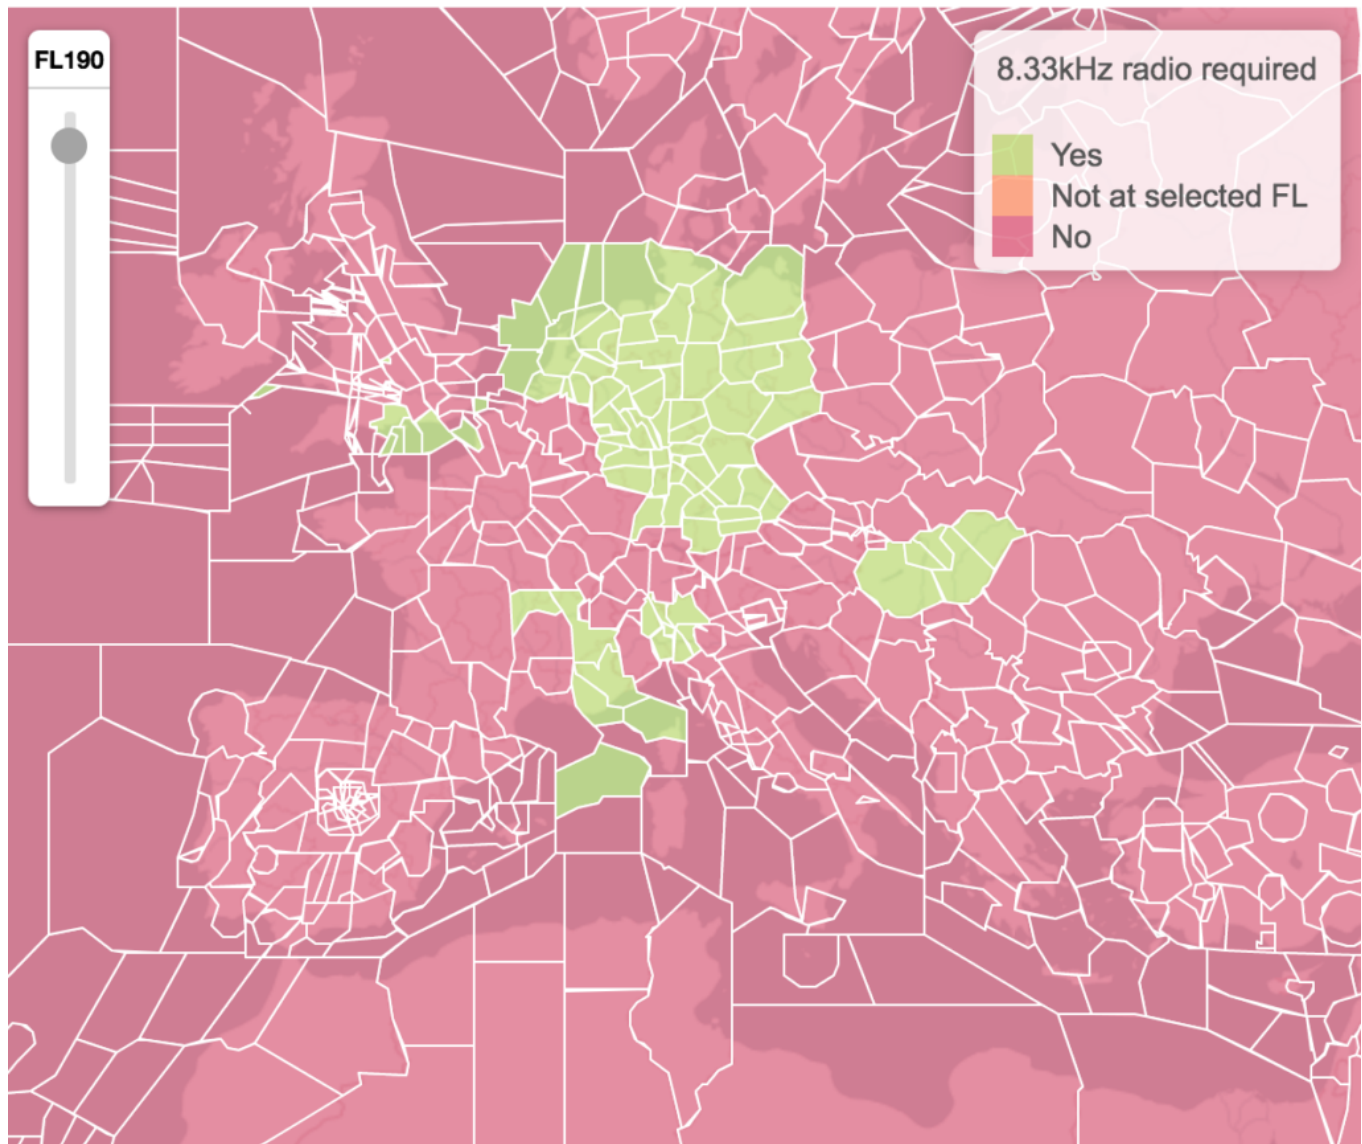 FL190
8.33kHz radio required
Yes
Not at selected FL
No